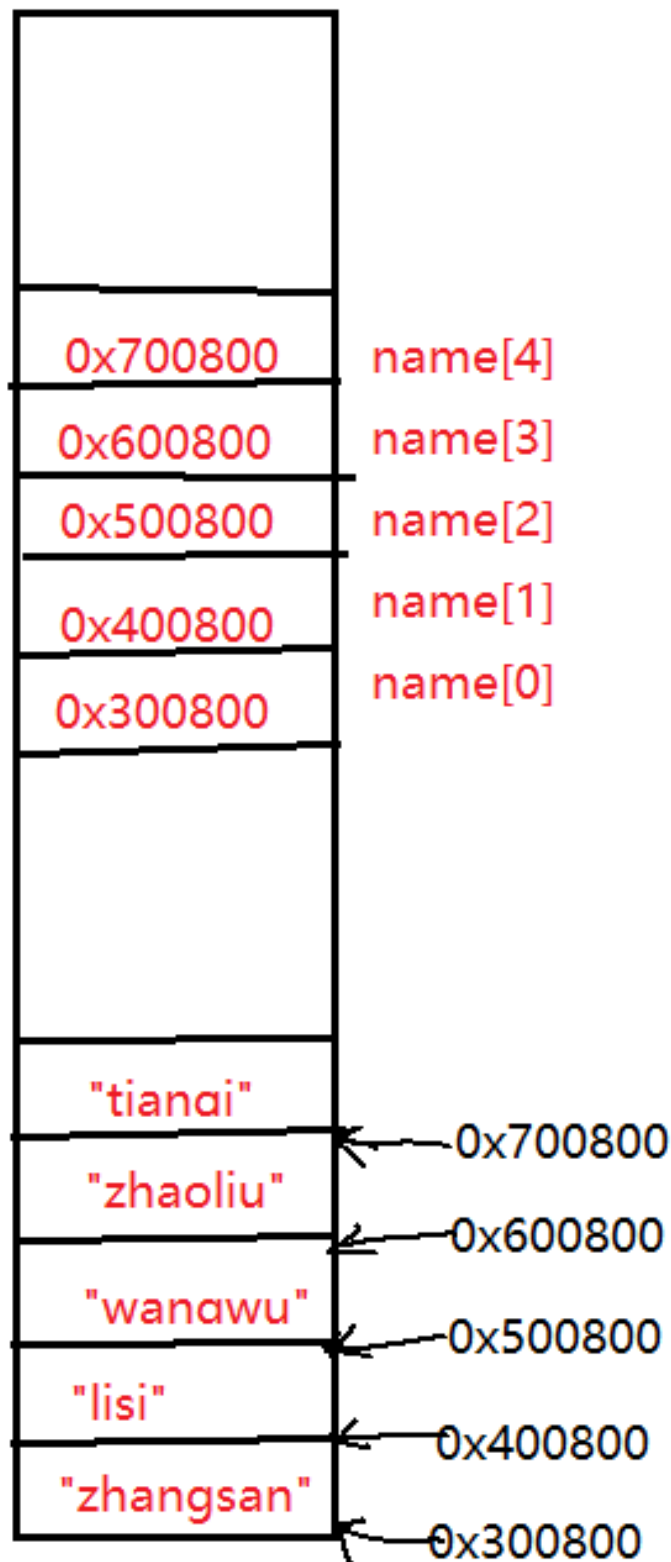 0x700800 name[4]
0x600800 name[3]
0x500800 name[2]
0x400800 name[1]
0x300800 name[0]
"tianqi"
0x700800
"zhaoliu"
0x600800
"wangwu"
0x500800
"lisi"
0x400800
"zhangsan"
0x300800